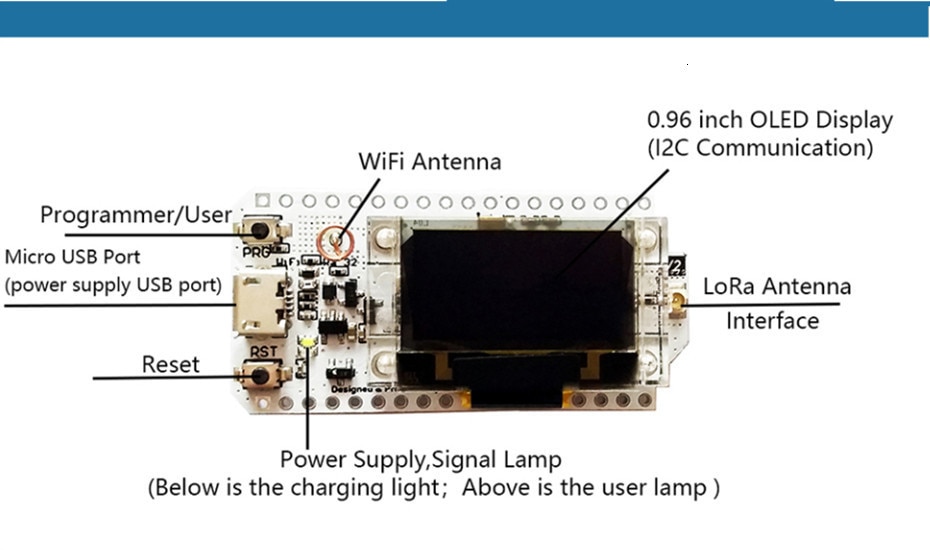 0.96 inch OLED Display
(I2C Communication)
WiFi Antenna
Programmer/User
PRG
Micro USB Port
(power supply USB port)
LoRa Antenna
Interface
RST
Reset
Power Supply,Signal Lamp
(Below is the charging light; Above is the user lamp )